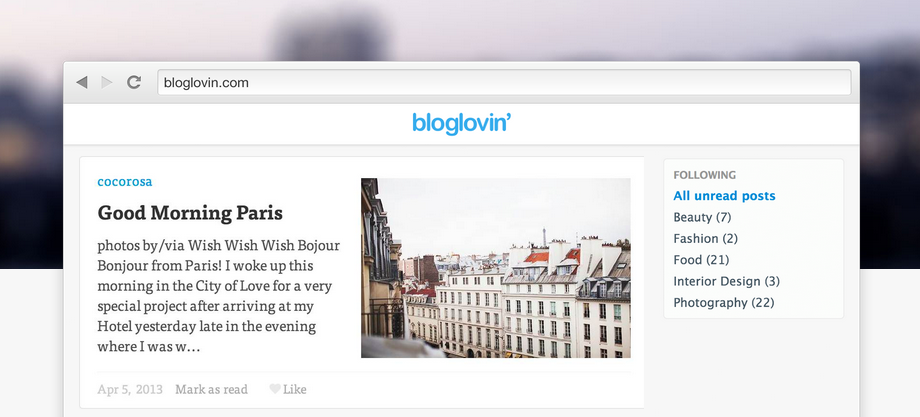 bloglovin.com
bloglovin’
cocorosa
Good Morning Paris
photos by/via Wish Wish Wish Bojour
Bonjour from Paris! I woke up this
morning in the City of Love for a very
special project after arriving at my
Hotel yesterday late in the evening
where I was w...
Apr 5, 2013 Mark as read Like
FOLLOWING
All unread posts
Beauty (7)
Fashion (2)
Food (21)
Interior Design (3)
Photography (22)